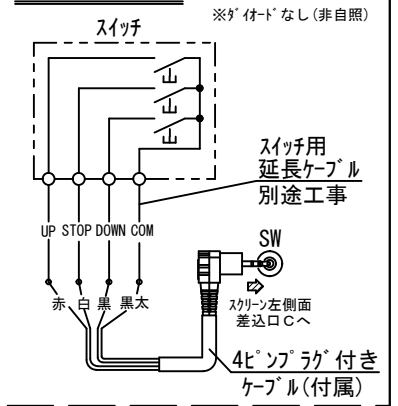 ※ﾀﾞｲｵｰﾄﾞなし(非自照)
スイッチ
スイッチ用
延長ケーブル
別途工事
UP STOP DOWN COM
SW
赤 白 黒 黒太
スクリーン左側面
差込口Cへ
4ピンプラグ付き
ケーブル(付属)